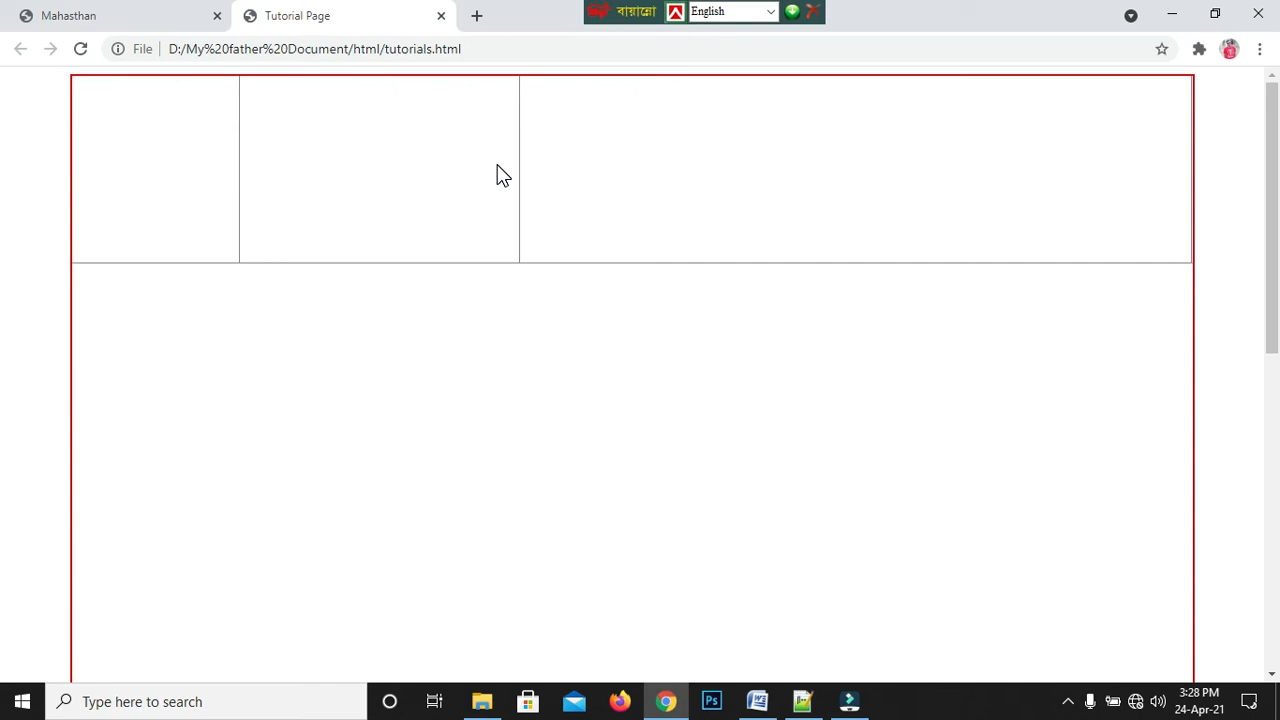 Mahasthan
Tutorial Page
বায়ান্নো
English
File
D:/My%20father%20Document/html/tutorials.html
Type here to search
Ps
3:28 PM
24-Apr-21